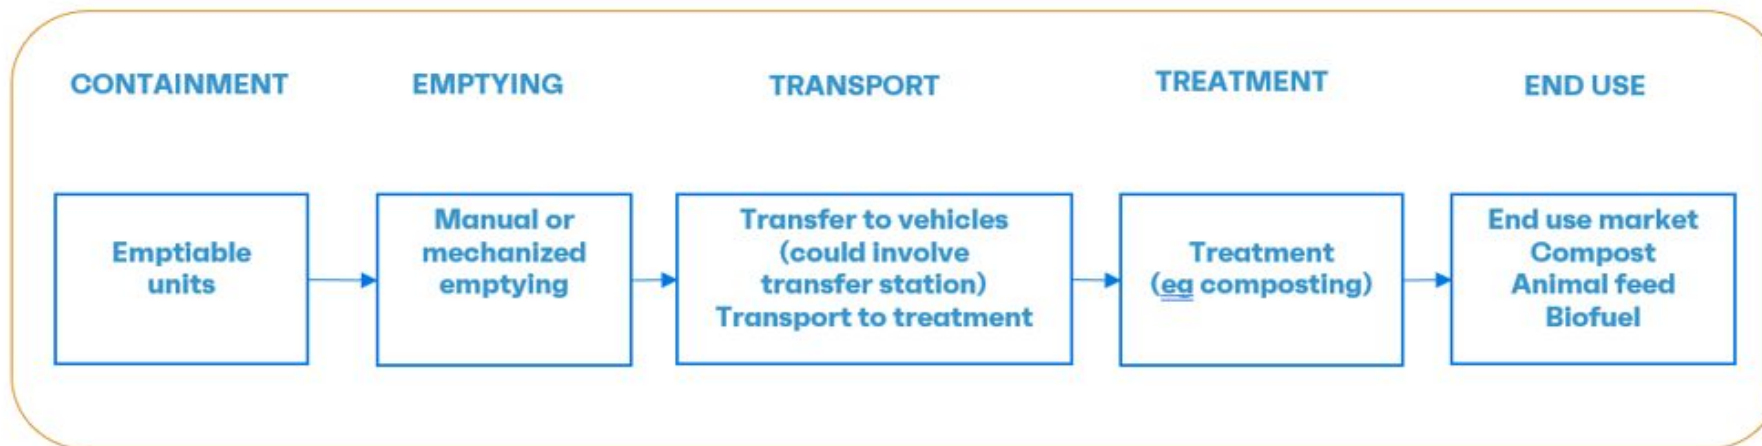 CONTAINMENT
EMPTYING
TRANSPORT
TREATMENT
END USE
Emptiable
units
Manual or
mechanized
emptying
Transfer to vehicles
(could involve
transfer station)
Transport to treatment
Treatment
(eg composting)
End use market
Compost
Animal feed
Biofuel